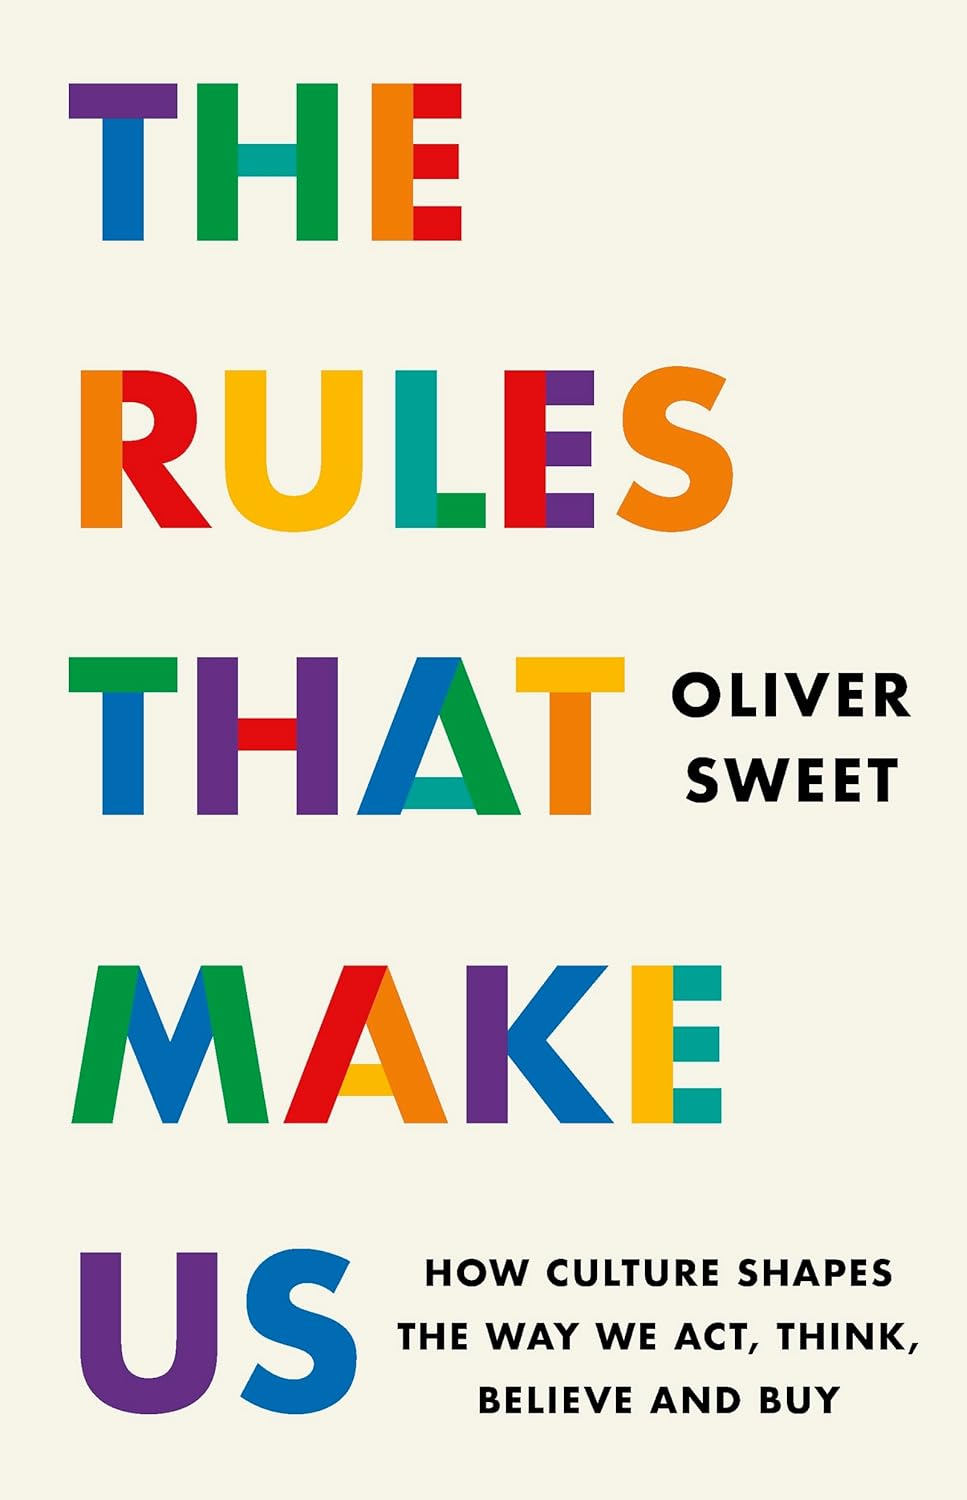 THE
RULES
THAT
OLIVER
SWEET
MAKE
US
HOW CULTURE SHAPES
THE WAY WE ACT, THINK,
BELIEVE AND BUY